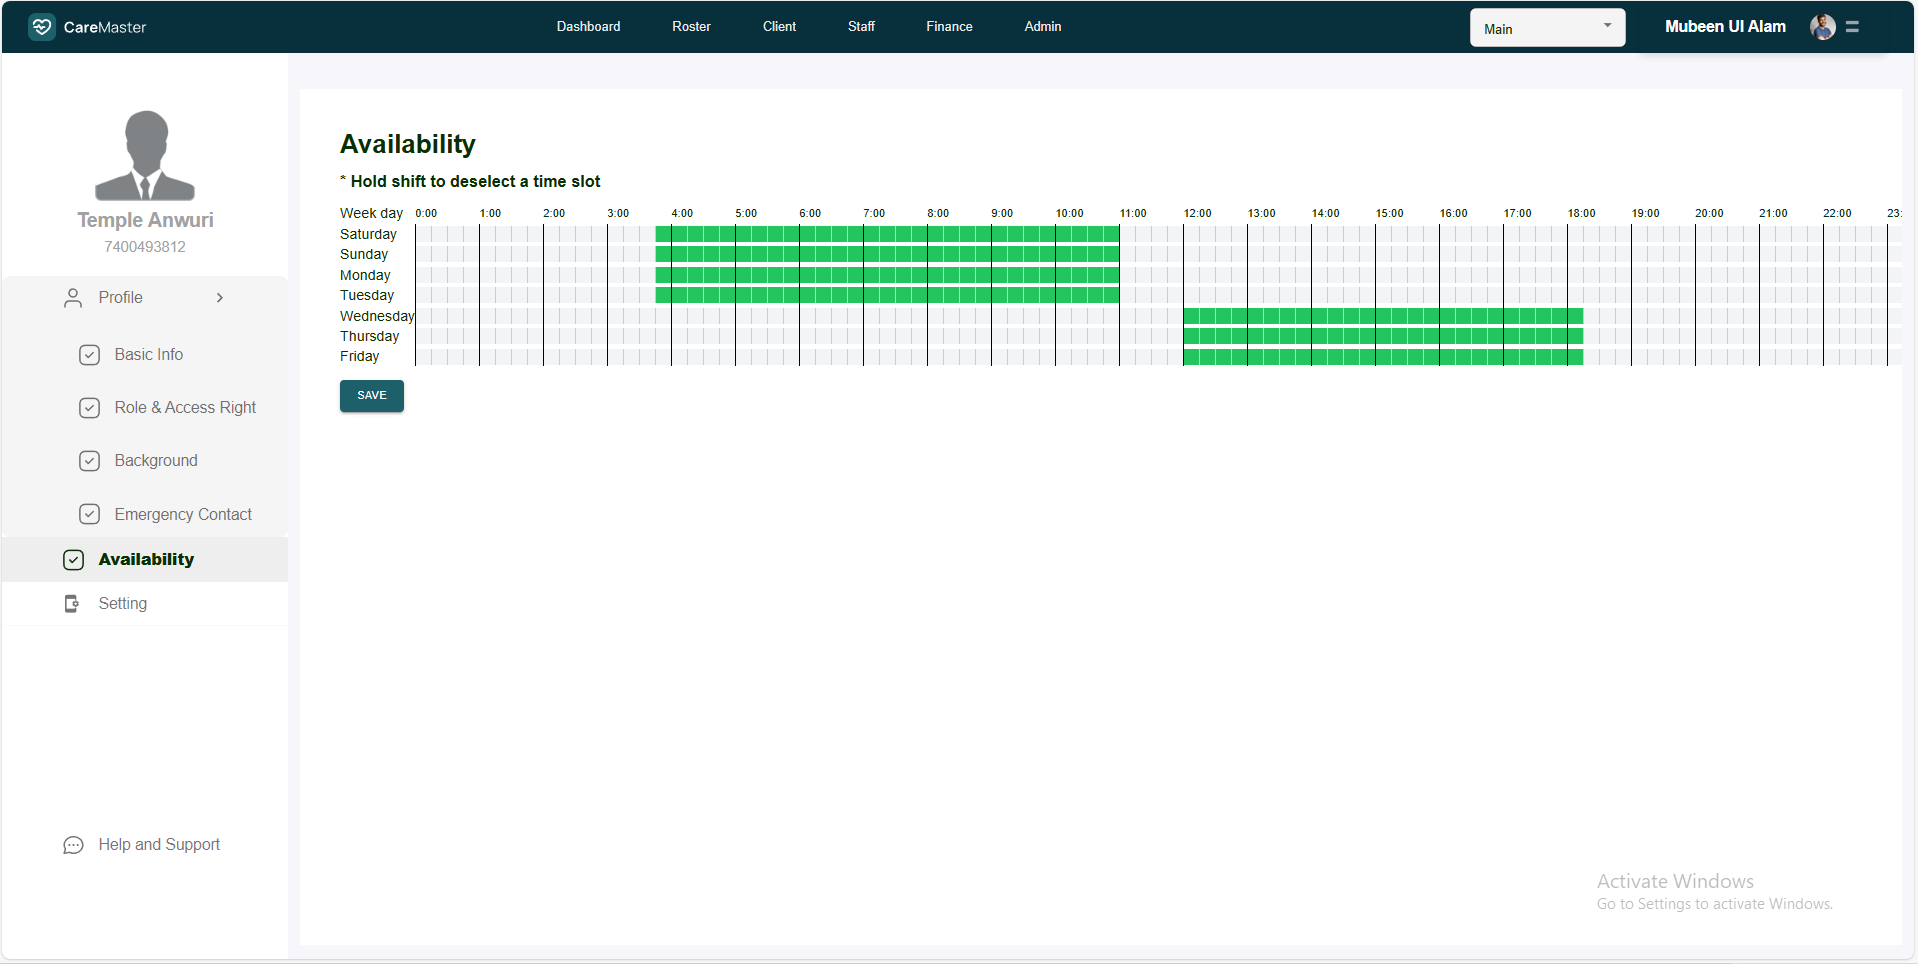 CareMaster
Dashboard Roster Client Staff Finance Admin
Main
Mubeen Ul Alam
Temple Anwuri
7400493812
Profile
Basic Info
Role & Access Right
Background
Emergency Contact
Availability
Setting
Help and Support
Availability
* Hold shift to deselect a time slot
Week day 0:00 1:00 2:00 3:00 4:00 5:00 6:00 7:00 8:00 9:00 10:00 11:00 12:00 13:00 14:00 15:00 16:00 17:00 18:00 19:00 20:00 21:00 22:00 23:
Saturday
Sunday
Monday
Tuesday
Wednesday
Thursday
Friday
SAVE
Activate Windows
Go to Settings to activate Windows.